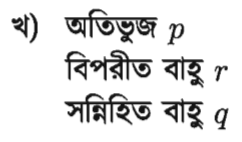 খ) অতিভুজ p
বিপরীত বাহু r
সন্নিহিত বাহু q